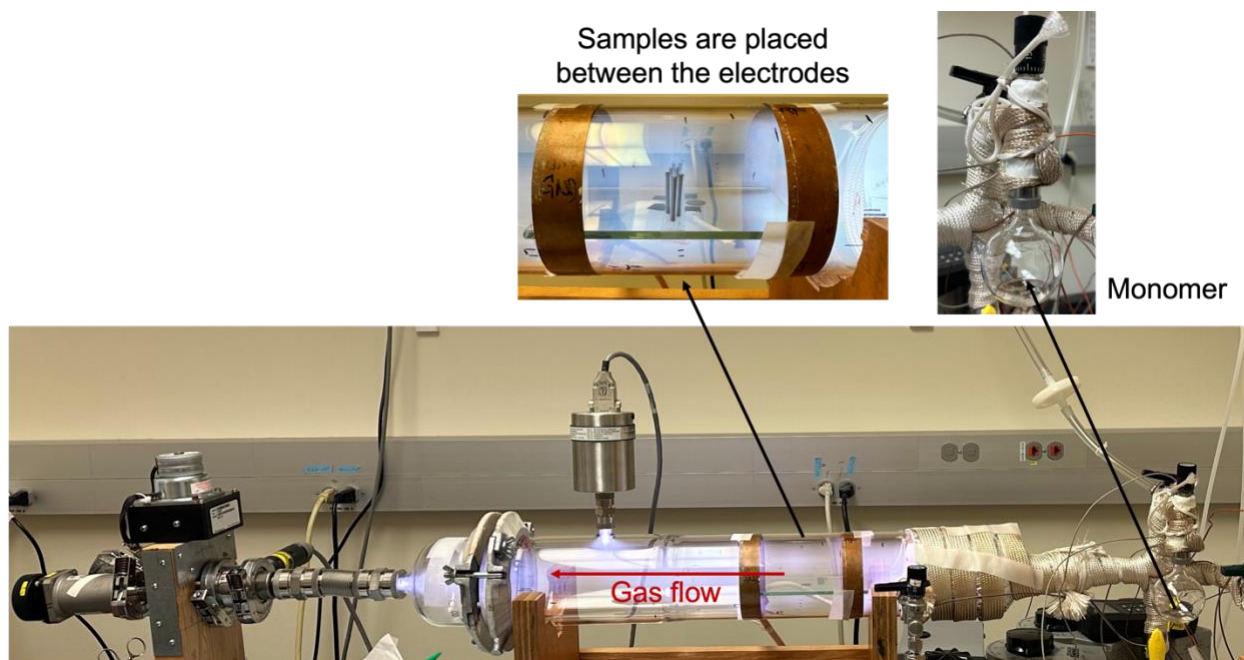 Samples are placed
between the electrodes
Monomer
Gas flow